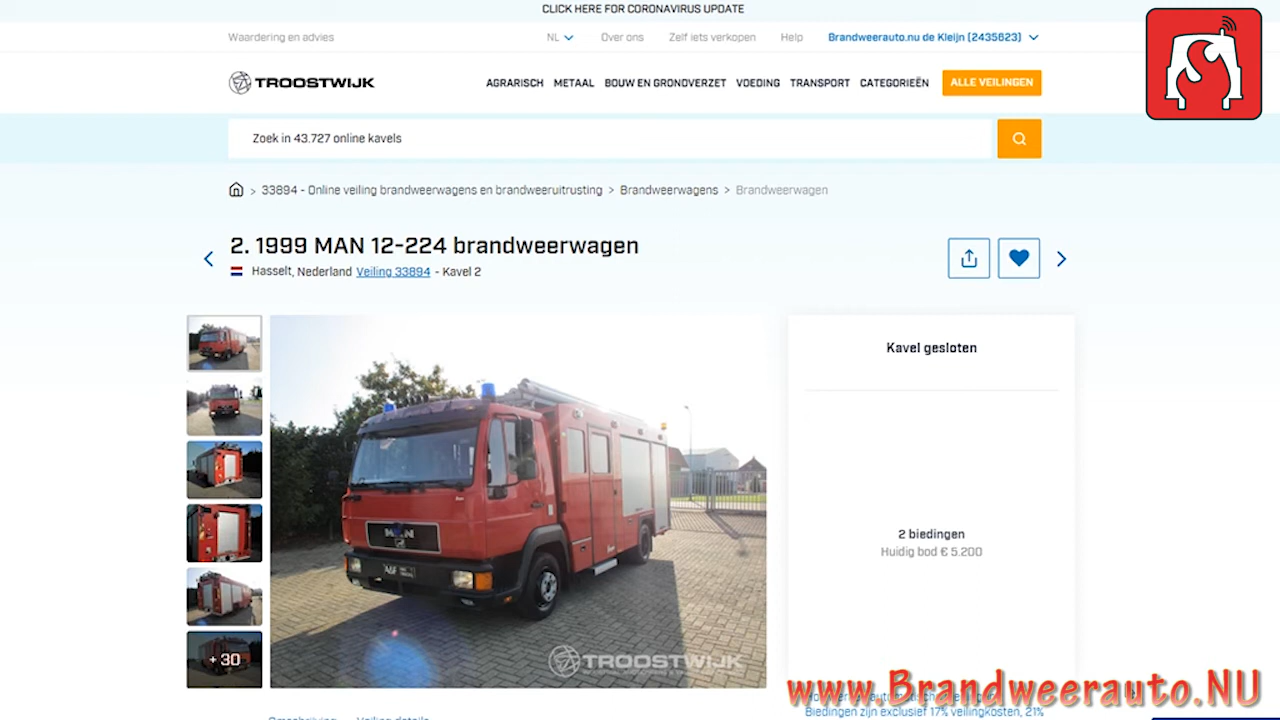 CLICK HERE FOR CORONAVIRUS UPDATE
Waardering en advies
NL Over ons Zelf iets verkopen Help Brandweerauto.nu de Kleijn (2435623)
TROOSTWIJK
AGRARISCH METAAL BOUW EN GRONDVERZET VOEDING TRANSPORT CATEGORIEËN ALLE VEILINGEN
Zoek in 43.727 online kavels
> 33894 - Online veiling brandweerwagens en brandweeruitrusting > Brandweerwagens > Brandweerwagen
2. 1999 MAN 12-224 brandweerwagen
Hasselt, Nederland Veiling 33894 - Kavel 2
Kavel gesloten
MAN
2 biedingen
Huidig bod € 5.200
+ 30
TROOSTWIJK
www.Brandweerauto.NU
Biedingen zijn exclusief 17% veilingkosten, 21%
Omschrijving Veiling details